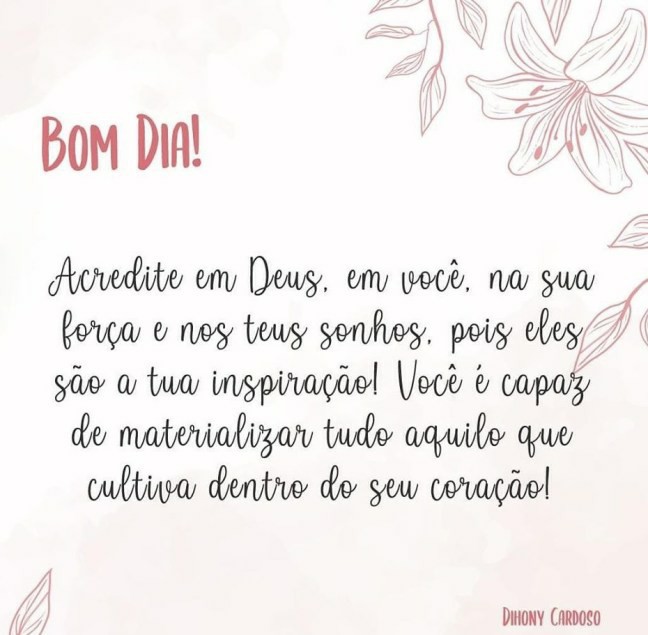 Bom Dia!
Acredite em Deus, em você, na sua
força e nos teus sonhos, pois eles
são a tua inspiração! Você é capaz
de materializar tudo aquilo que
cultiva dentro do seu coração!
Dihony Cardoso